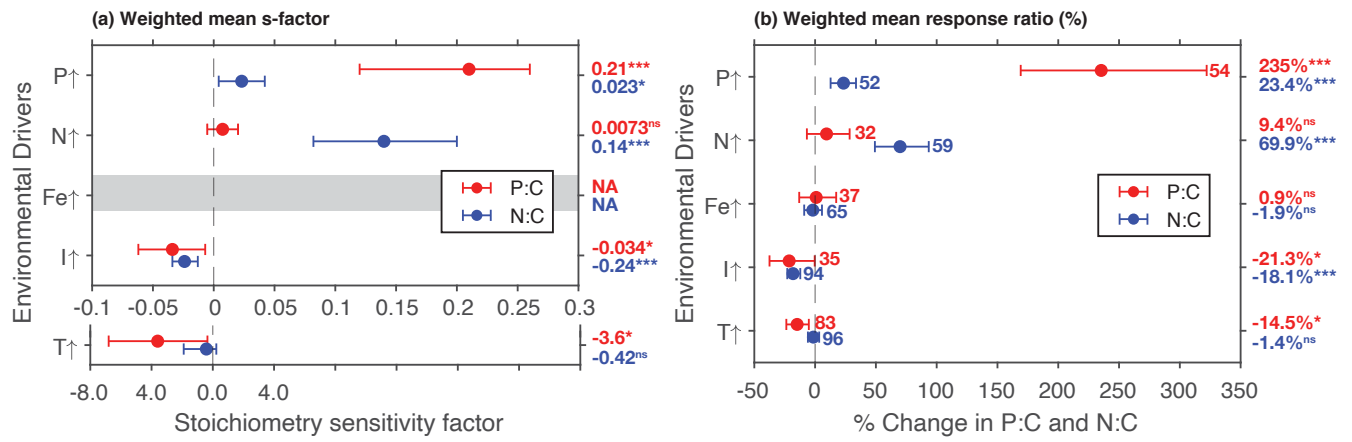 (a) Weighted mean s-factor
Environmental Drivers
P↑
0.21***
0.023*
N↑
0.0073ns
0.14***
Fe↑
NA
NA
P:C
N:C
I↑
-0.034*
-0.24***
-0.1 -0.05 0 0.05 0.1 0.15 0.2 0.25 0.3
T↑
-3.6*
-0.42ns
-8.0 4.0 0.0 4.0
Stoichiometry sensitivity factor
(b) Weighted mean response ratio (%)
Environmental Drivers
P↑
54
52
235%***
23.4%***
N↑
32
59
9.4%ns
69.9%***
Fe↑
37
65
0.9%ns
-1.9%ns
P:C
N:C
I↑
35
94
-21.3%*
-18.1%***
T↑
83
96
-14.5%*
-1.4%ns
-50 0 50 100 150 200 250 300 350
% Change in P:C and N:C